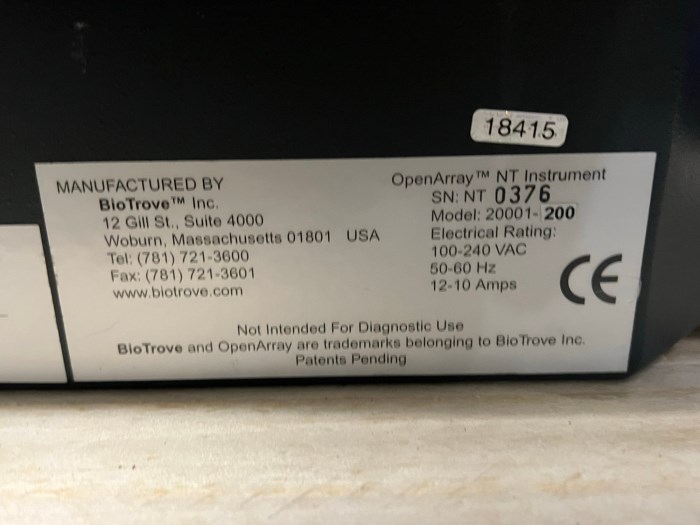 18415
MANUFACTURED BY
BioTrove™ Inc.
12 Gill St., Suite 4000
Woburn, Massachusetts 01801 USA
Tel: (781) 721-3600
Fax: (781) 721-3601
www.biotrove.com
OpenArray™ NT Instrument
SN: NT 0376
Model: 20001-200
Electrical Rating:
100-240 VAC
50-60 Hz
12-10 Amps
CE
Not Intended For Diagnostic Use
BioTrove and OpenArray are trademarks belonging to BioTrove Inc.
Patents Pending